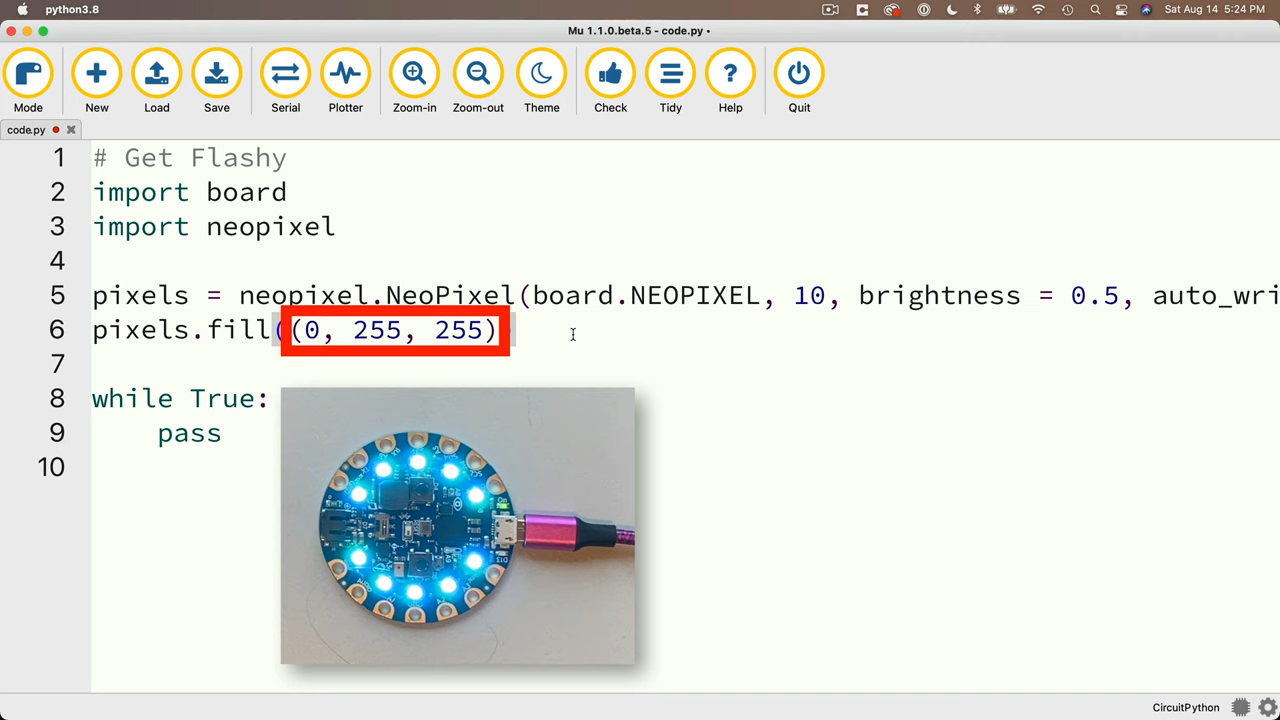 python3.8
Sat Aug 14 5:24 PM
Mu 1.1.0.beta.5 - code.py •
Mode
New
Load
Save
Serial
Plotter
Zoom-in
Zoom-out
Theme
Check
Tidy
Help
Quit
code.py
1 # Get Flashy
2 import board
3 import neopixel
4
5 pixels = neopixel.NeoPixel(board.NEOPIXEL, 10, brightness = 0.5, auto_wri
6 pixels.fill((0, 255, 255)
7
8 while True:
9     pass
10
D13
CircuitPython